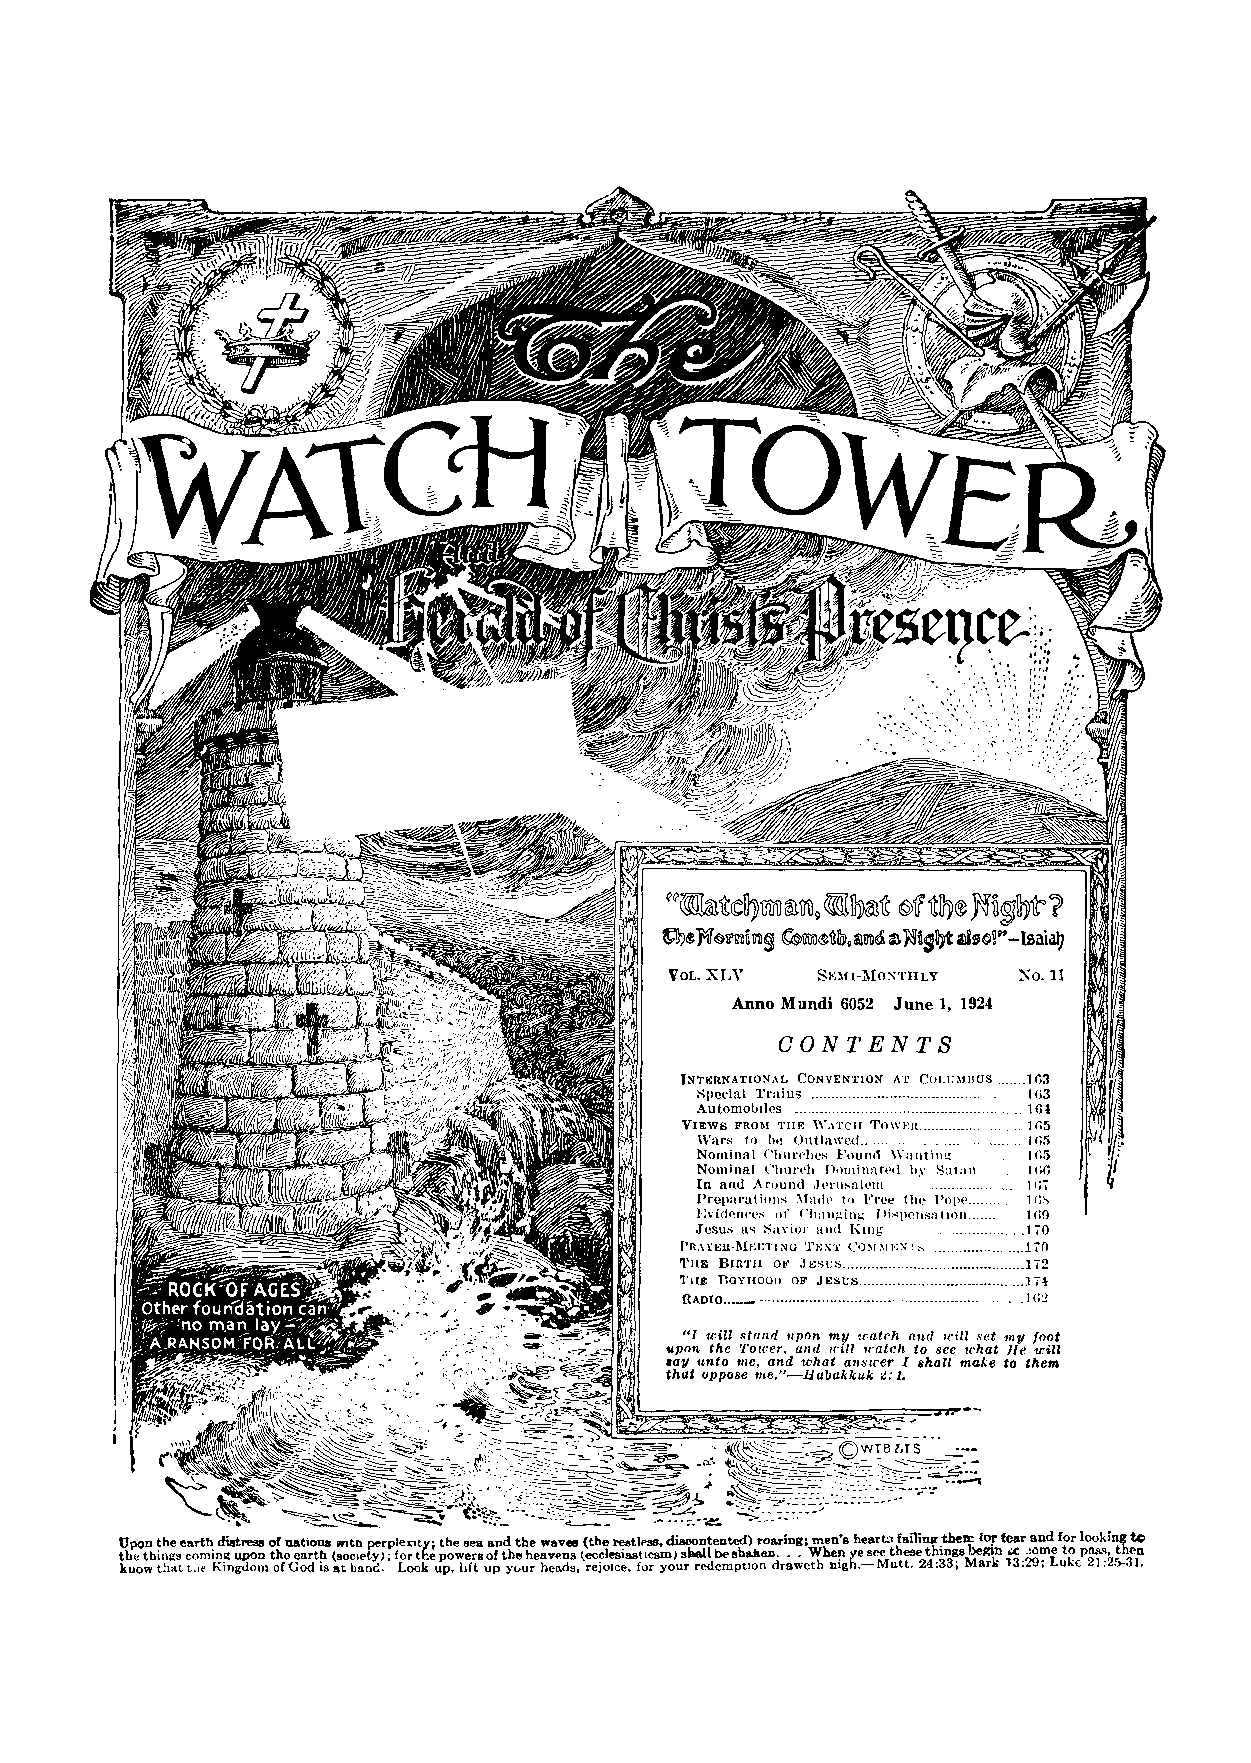 The
WATCH TOWER
And
Herald of Christ's Presence
"Watchman, What of the Night?
The Morning Cometh, and a Night also!"–Isaiah
VOL. XLV SEMI-MONTHLY No. 11
Anno Mundi 6052 June 1, 1924
CONTENTS
INTERNATIONAL CONVENTION AT COLUMBUS.......163
Special Trains 163
Automobiles 164
VIEWS FROM THE WATCH TOWER 165
Wars to be Outlawed 165
Nominal Churches Found Wanting 165
Nominal Church Dominated by Satan 166
In and Around Jerusalem 167
Preparations Made to Free the Pope 168
Evidences of Changing Dispensation 169
Jesus as Savior and King 170
PRAYER-MEETING TEXT COMMENTS 170
THE BIRTH OF JESUS 172
THE BOYHOOD OF JESUS 174
RADIO 162
"I will stand upon my watch and will set my foot
upon the Tower, and will watch to see what He will
say unto me, and what answer I shall make to them
that oppose me."—Habakkuk 2:1.
ROCK OF AGES
Other foundation can
no man lay –
A RANSOM FOR ALL
©WTB&TS
Upon the earth distress of nations with perplexity; the sea and the waves (the restless, discontented) roaring; men's hearts failing them for fear and for looking to
the things coming upon the earth (society); for the powers of the heavens (ecclesiasticsm) shall be shaken. . . When ye see these things begin to come to pass, then
know that the Kingdom of God is at hand. Look up, lift up your heads, rejoice, for your redemption draweth nigh.—Matt. 24:33; Mark 13:29; Luke 21:25-31.